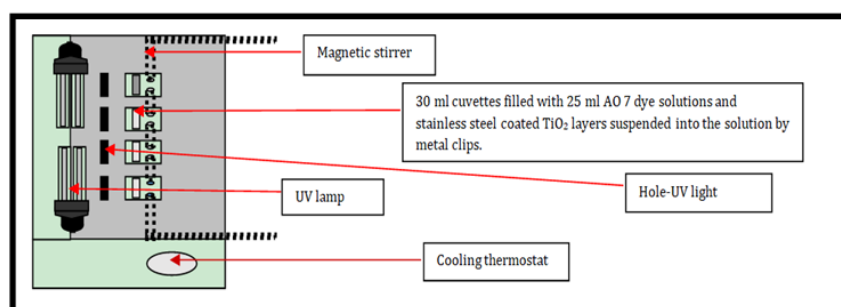 Magnetic stirrer
30 ml cuvettes filled with 25 ml AO 7 dye solutions and
stainless steel coated TiO₂ layers suspended into the solution by
metal clips.
Hole-UV light
UV lamp
Cooling thermostat